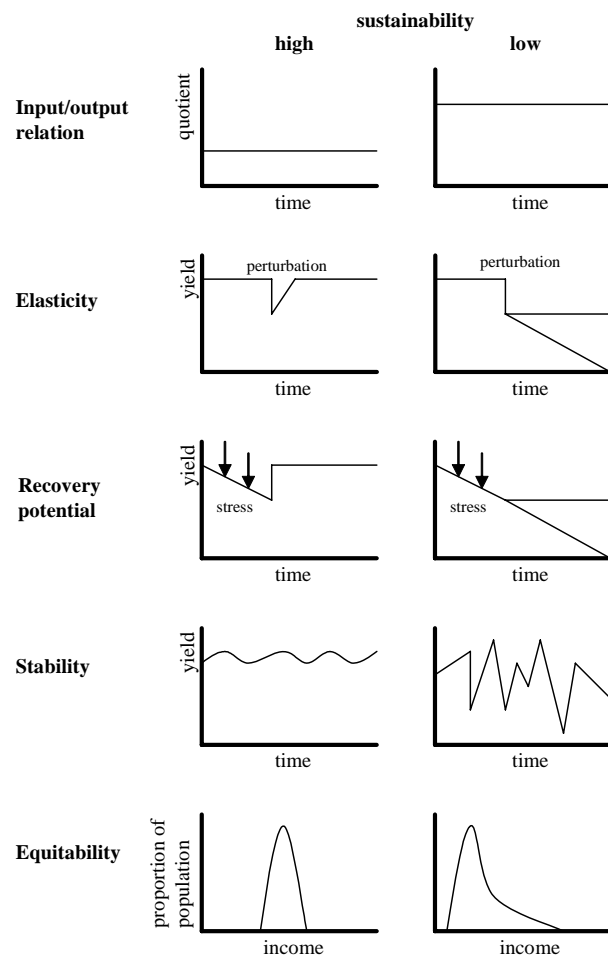 sustainability
high
low
Input/output
relation
quotient
time
time
Elasticity
yield
perturbation
perturbation
time
time
Recovery
potential
yield
stress
stress
time
time
Stability
yield
time
time
Equitability
proportion of
population
income
income